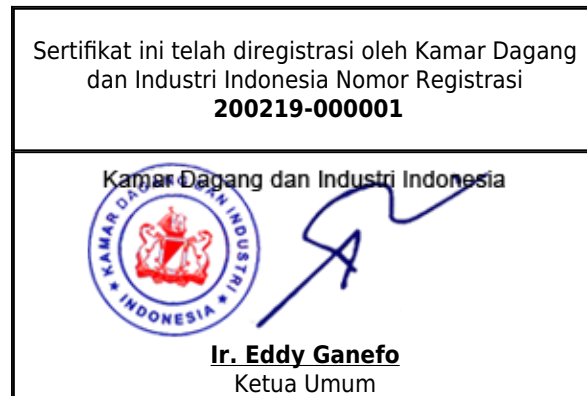 Sertifikat ini telah diregistrasi oleh Kamar Dagang
dan Industri Indonesia Nomor Registrasi
200219-000001
Kamar Dagang dan Industri Indonesia
KAMAR DAGANG DAN INDUSTRI
* INDONESIA *
Ir. Eddy Ganefo
Ketua Umum